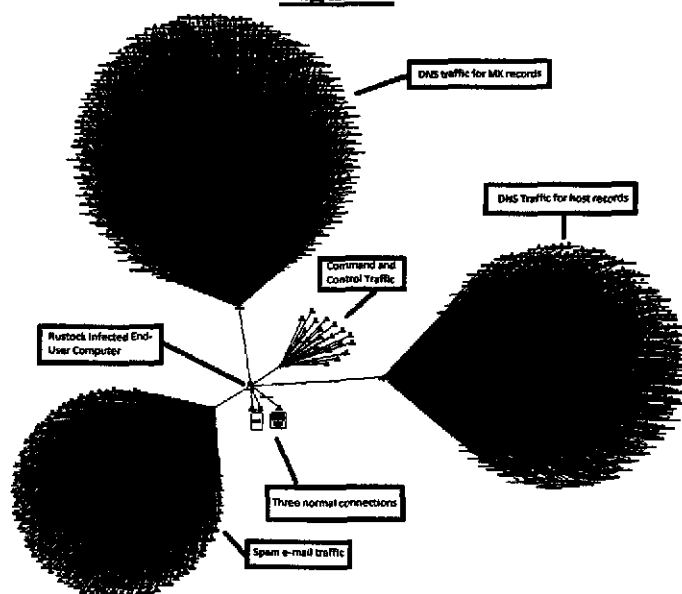 DNS traffic for MX records
DNS Traffic for host records
Command and
Control Traffic
Rustock Infected End-
User Computer
Three normal connections
Spam e-mail traffic